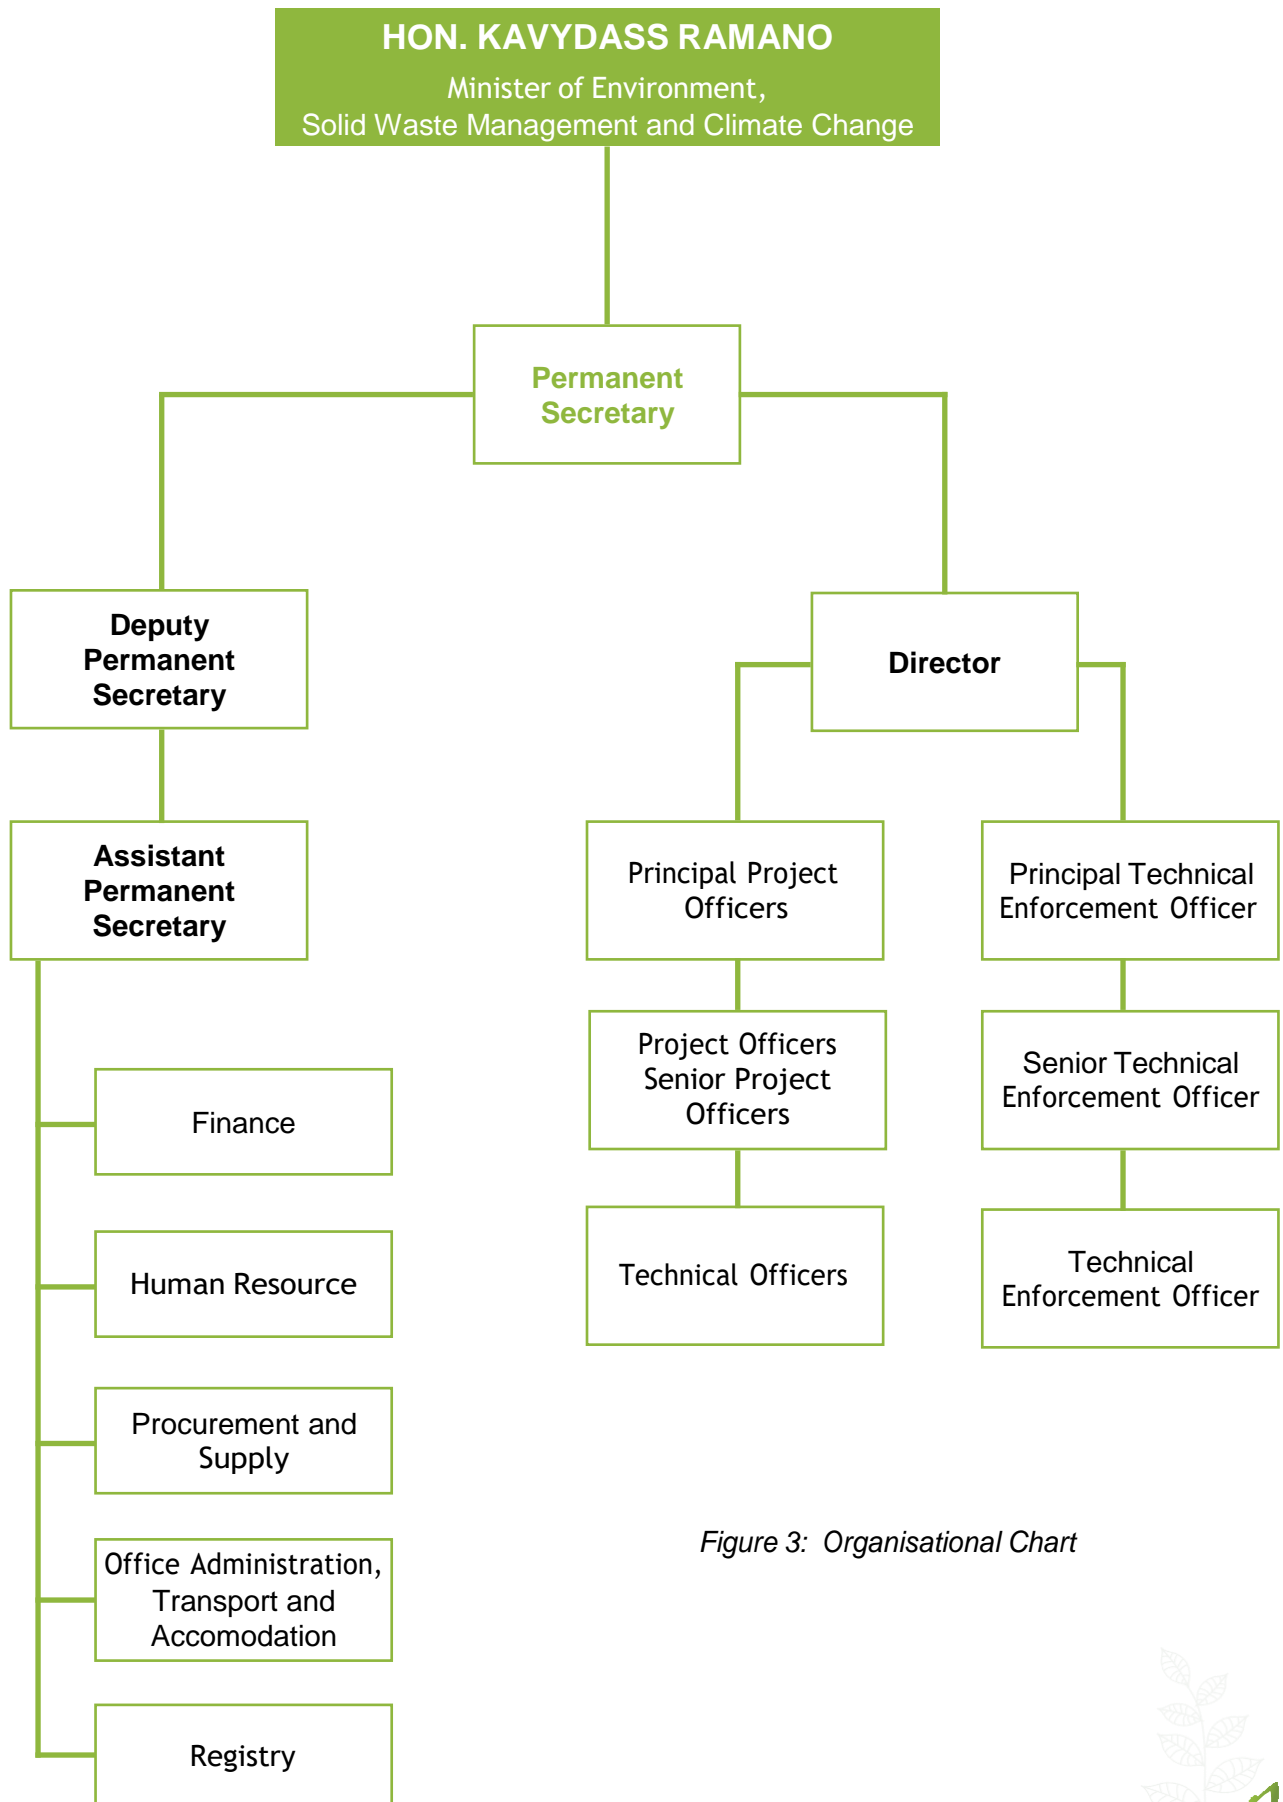 HON. KAVYDASS RAMANO
Minister of Environment,
Solid Waste Management and Climate Change
Permanent
Secretary
Deputy
Permanent
Secretary
Director
Assistant
Permanent
Secretary
Principal Project
Officers
Principal Technical
Enforcement Officer
Project Officers
Senior Project
Officers
Senior Technical
Enforcement Officer
Finance
Technical Officers
Technical
Enforcement Officer
Human Resource
Procurement and
Supply
Office Administration,
Transport and
Accomodation
Registry
Figure 3: Organisational Chart